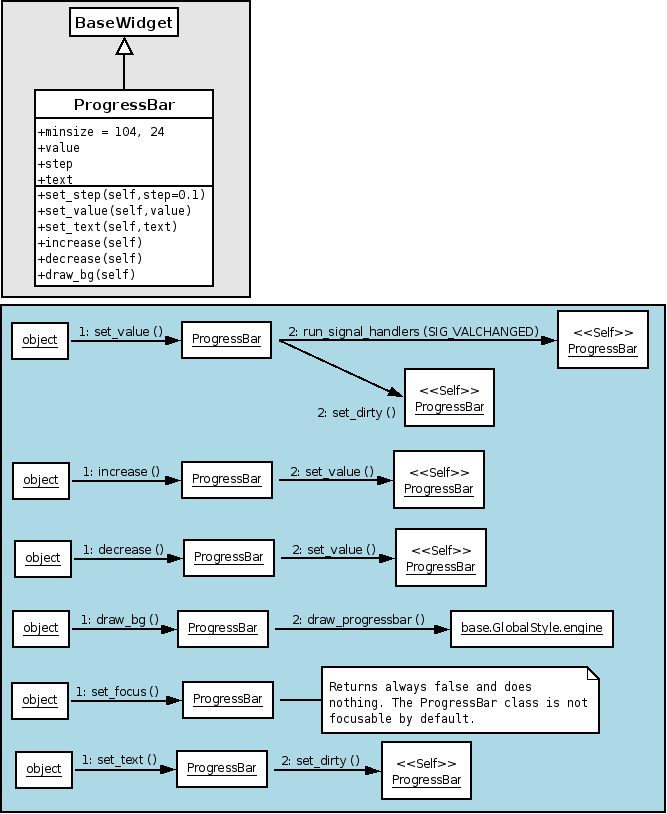 BaseWidget
ProgressBar
+minsize = 104, 24
+value
+step
+text
+set_step(self,step=0.1)
+set_value(self,value)
+set_text(self,text)
+increase(self)
+decrease(self)
+draw_bg(self)
object
1: set_value ()
ProgressBar
2: run_signal_handlers (SIG_VALCHANGED)
<<Self>>
ProgressBar
2: set_dirty ()
<<Self>>
ProgressBar
object
1: increase ()
ProgressBar
2: set_value ()
<<Self>>
ProgressBar
object
1: decrease ()
ProgressBar
2: set_value ()
<<Self>>
ProgressBar
object
1: draw_bg ()
ProgressBar
2: draw_progressbar ()
base.GlobalStyle.engine
object
1: set_focus ()
ProgressBar
Returns always false and does
nothing. The ProgressBar class is not
focusable by default.
object
1: set_text ()
ProgressBar
2: set_dirty ()
<<Self>>
ProgressBar